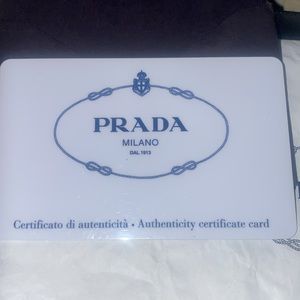 PRADA
MILANO
DAL 1913
Certificato di autenticità • Authenticity certificate card